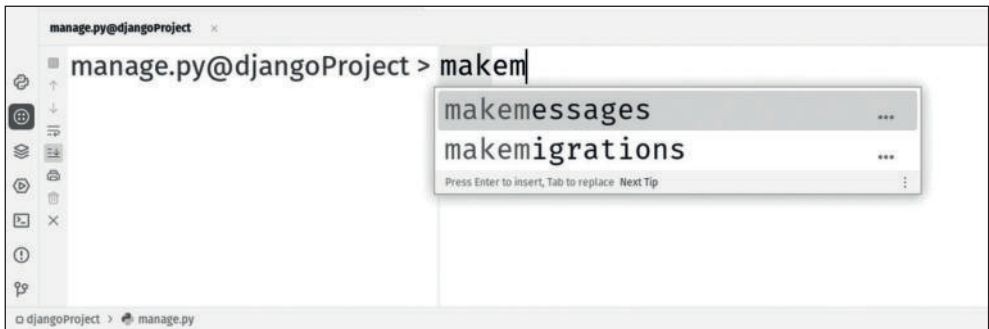 manage.py@djangoProject ×
manage.py@djangoProject > makem
makemessages ...
makemigrations ...
Press Enter to insert, Tab to replace Next Tip
djangoProject > manage.py